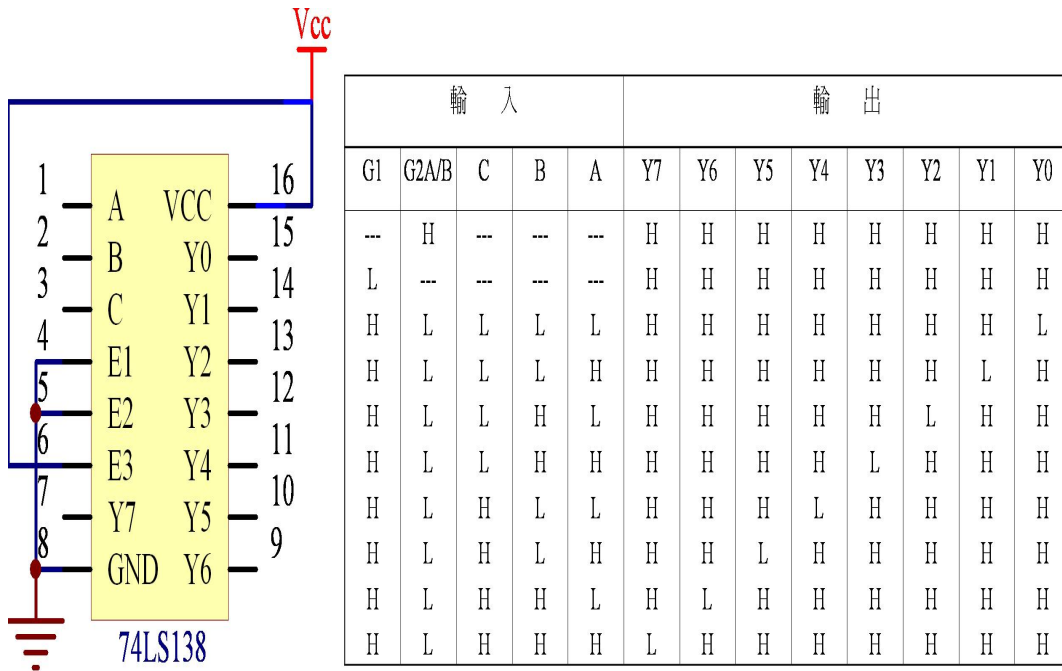 Vcc
1 A VCC 16
2 B Y0 15
3 C Y1 14
4 E1 Y2 13
5 E2 Y3 12
6 E3 Y4 11
7 Y7 Y5 10
8 GND Y6 9
74LS138
輸 入 輸 出
G1 G2A/B C B A Y7 Y6 Y5 Y4 Y3 Y2 Y1 Y0
--- H --- --- --- H H H H H H H H
L --- --- --- --- H H H H H H H H
H L L L L H H H H H H H L
H L L L H H H H H H H L H
H L L H L H H H H H L H H
H L L H H H H H H L H H H
H L H L L H H H L H H H H
H L H L H H H L H H H H H
H L H H L H L H H H H H H
H L H H H L H H H H H H H